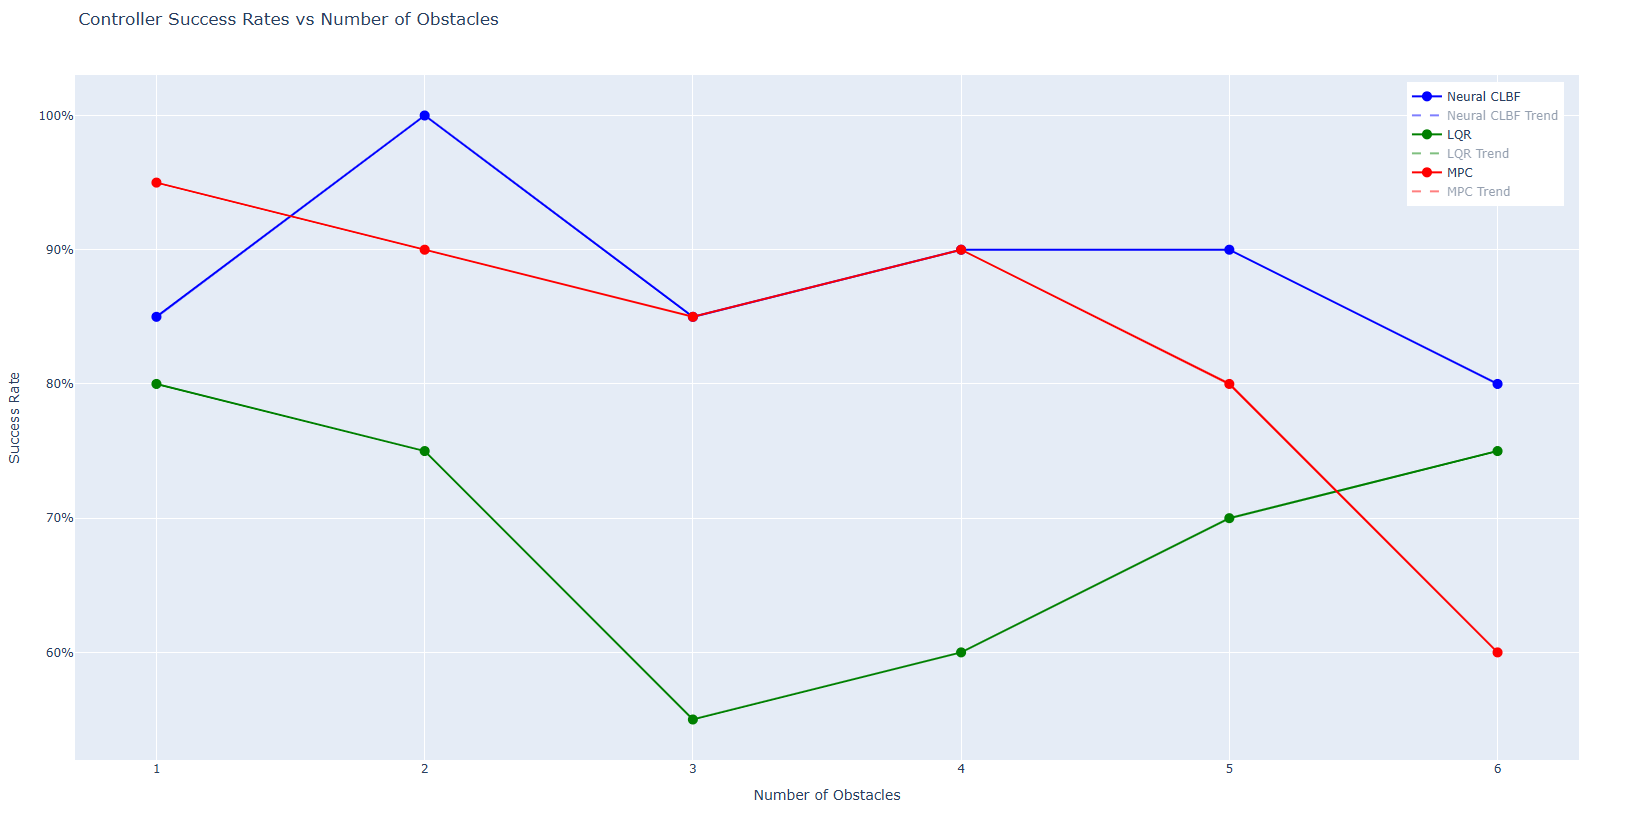 Controller Success Rates vs Number of Obstacles
100%
90%
80%
70%
60%
Success Rate
1 2 3 4 5 6
Number of Obstacles
Neural CLBF
Neural CLBF Trend
LQR
LQR Trend
MPC
MPC Trend